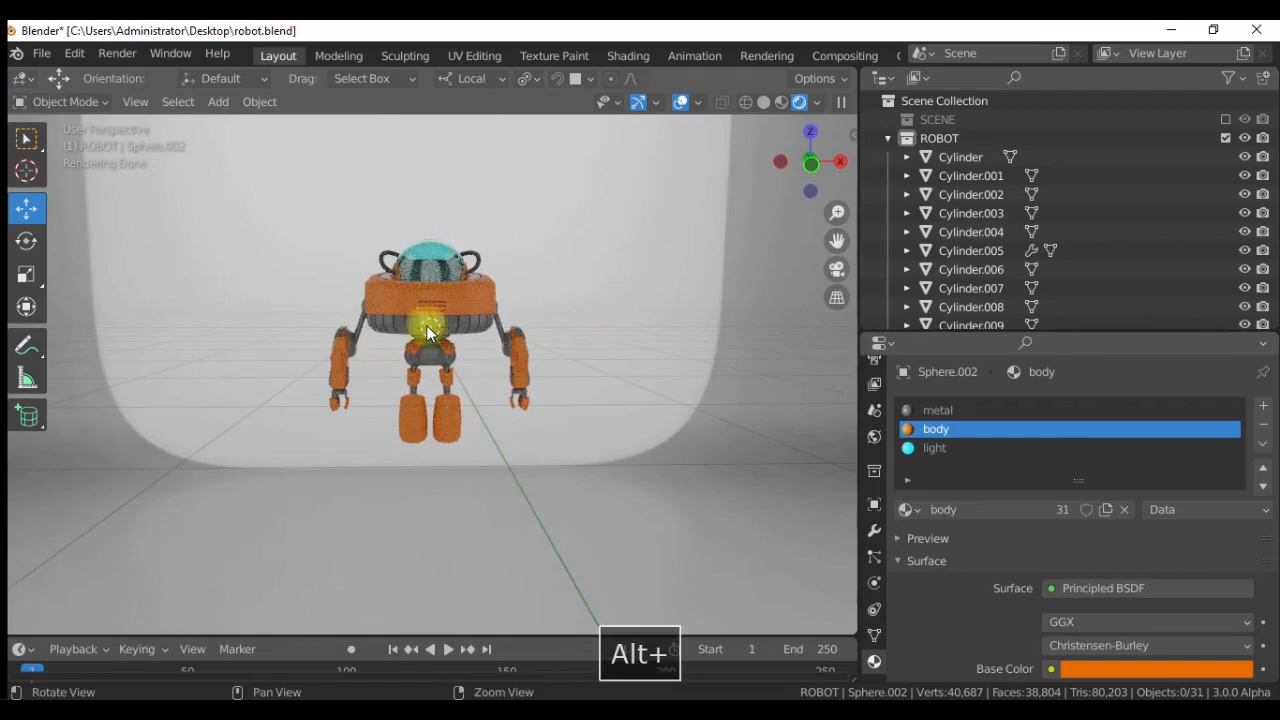 Blender* [C:\Users\Administrator\Desktop\robot.blend]
File Edit Render Window Help Layout Modeling Sculpting UV Editing Texture Paint Shading Animation Rendering Compositing Scene View Layer
Orientation: Default Drag: Select Box Local Options
Object Mode View Select Add Object
User Perspective
(1) ROBOT | Sphere.002
Rendering Done
Z
X
Scene Collection
SCENE
ROBOT
Cylinder
Cylinder.001
Cylinder.002
Cylinder.003
Cylinder.004
Cylinder.005
Cylinder.006
Cylinder.007
Cylinder.008
Cylinder.009
Sphere.002 body
metal
body
light
body 31 Data
Preview
Surface
Surface Principled BSDF
GGX
Christensen-Burley
Base Color
Playback Keying View Marker Start 1 End 250
1 50 100 150 250
Alt+
Rotate View Pan View Zoom View ROBOT | Sphere.002 | Verts:40,687 | Faces:38,804 | Tris:80,203 | Objects:0/31 | 3.0.0 Alpha